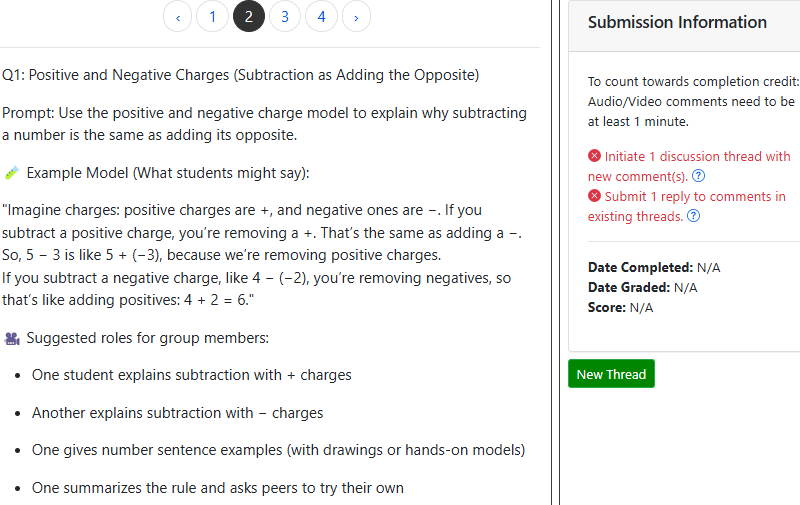 ‹ 1 2 3 4 ›
Q1: Positive and Negative Charges (Subtraction as Adding the Opposite)
Prompt: Use the positive and negative charge model to explain why subtracting
a number is the same as adding its opposite.
Example Model (What students might say):
"Imagine charges: positive charges are +, and negative ones are −. If you
subtract a positive charge, you’re removing a +. That’s the same as adding a −.
So, 5 − 3 is like 5 + (−3), because we’re removing positive charges.
If you subtract a negative charge, like 4 − (−2), you’re removing negatives, so
that’s like adding positives: 4 + 2 = 6."
Suggested roles for group members:
• One student explains subtraction with + charges
• Another explains subtraction with − charges
• One gives number sentence examples (with drawings or hands-on models)
• One summarizes the rule and asks peers to try their own
Submission Information
To count towards completion credit:
Audio/Video comments need to be
at least 1 minute.
Initiate 1 discussion thread with
new comment(s). ?
Submit 1 reply to comments in
existing threads. ?
Date Completed: N/A
Date Graded: N/A
Score: N/A
New Thread